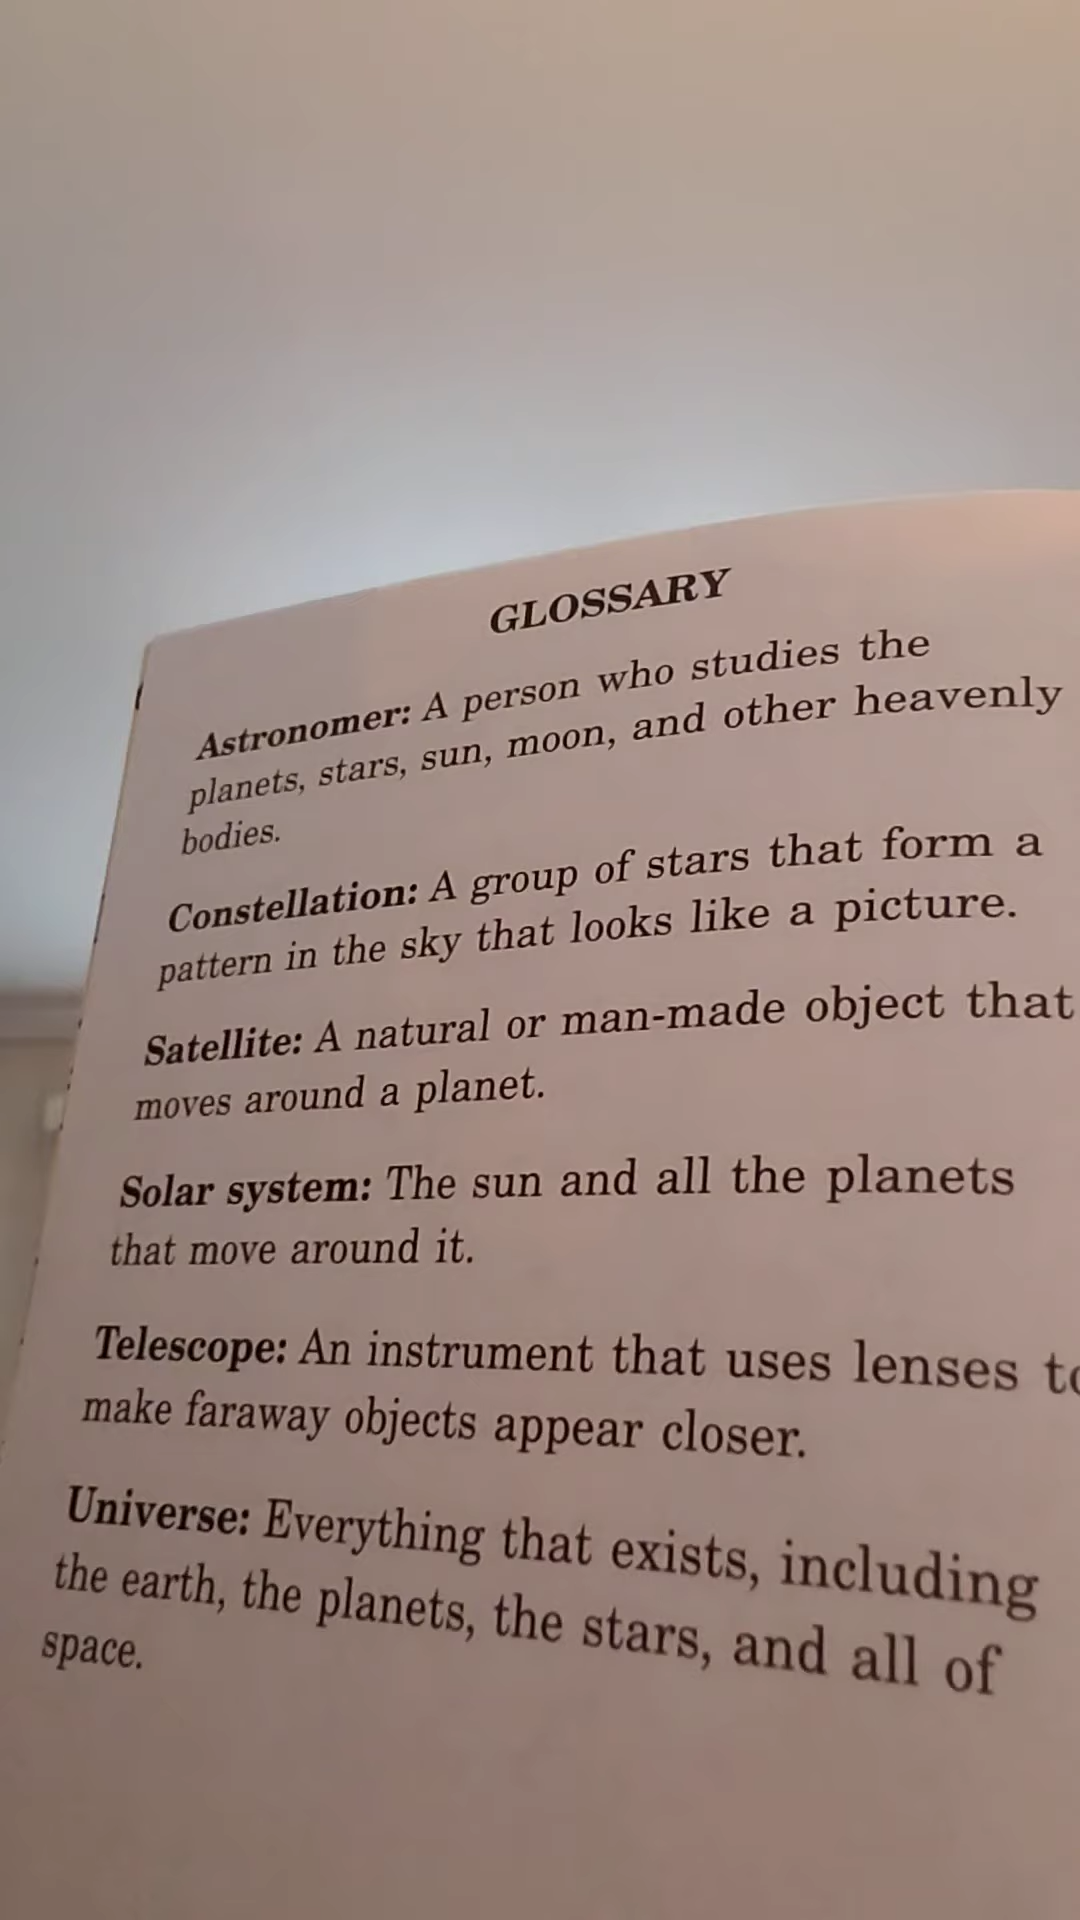 GLOSSARY
Astronomer: A person who studies the
planets, stars, sun, moon, and other heavenly
bodies.
Constellation: A group of stars that form a
pattern in the sky that looks like a picture.
Satellite: A natural or man-made object that
moves around a planet.
Solar system: The sun and all the planets
that move around it.
Telescope: An instrument that uses lenses to
make faraway objects appear closer.
Universe: Everything that exists, including
the earth, the planets, the stars, and all of
space.